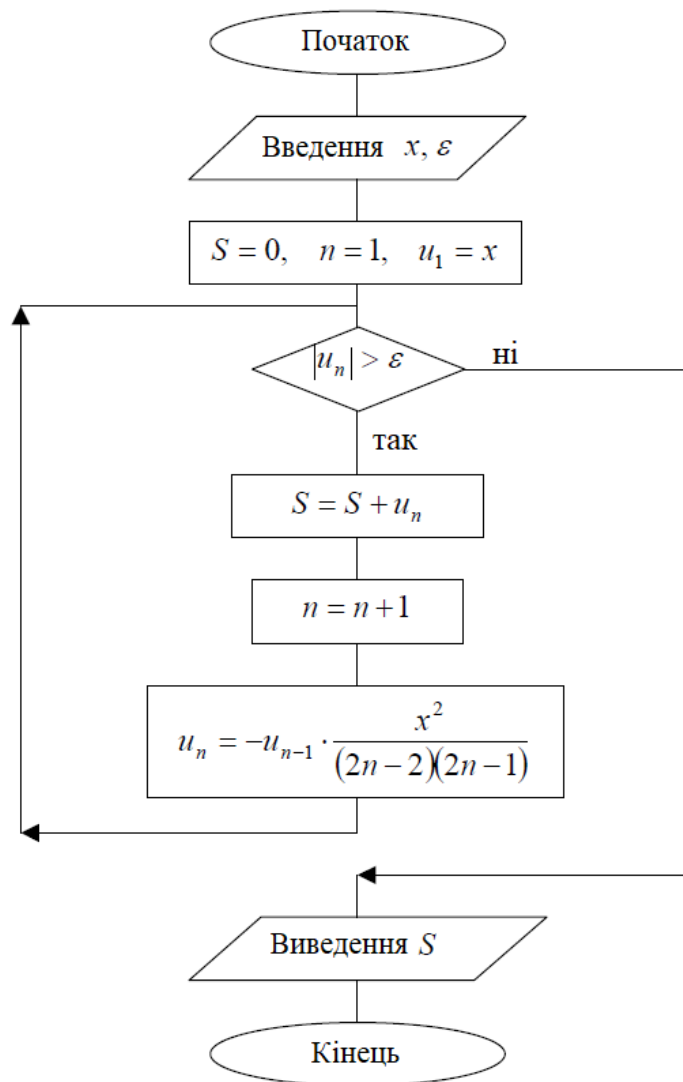 Початок
Введення x, ε
S = 0, n = 1, u₁ = x
|uₙ| > ε
ні
так
S = S + uₙ
n = n + 1
uₙ = −uₙ₋₁ · x² / (2n − 2)(2n − 1)
Виведення S
Кінець